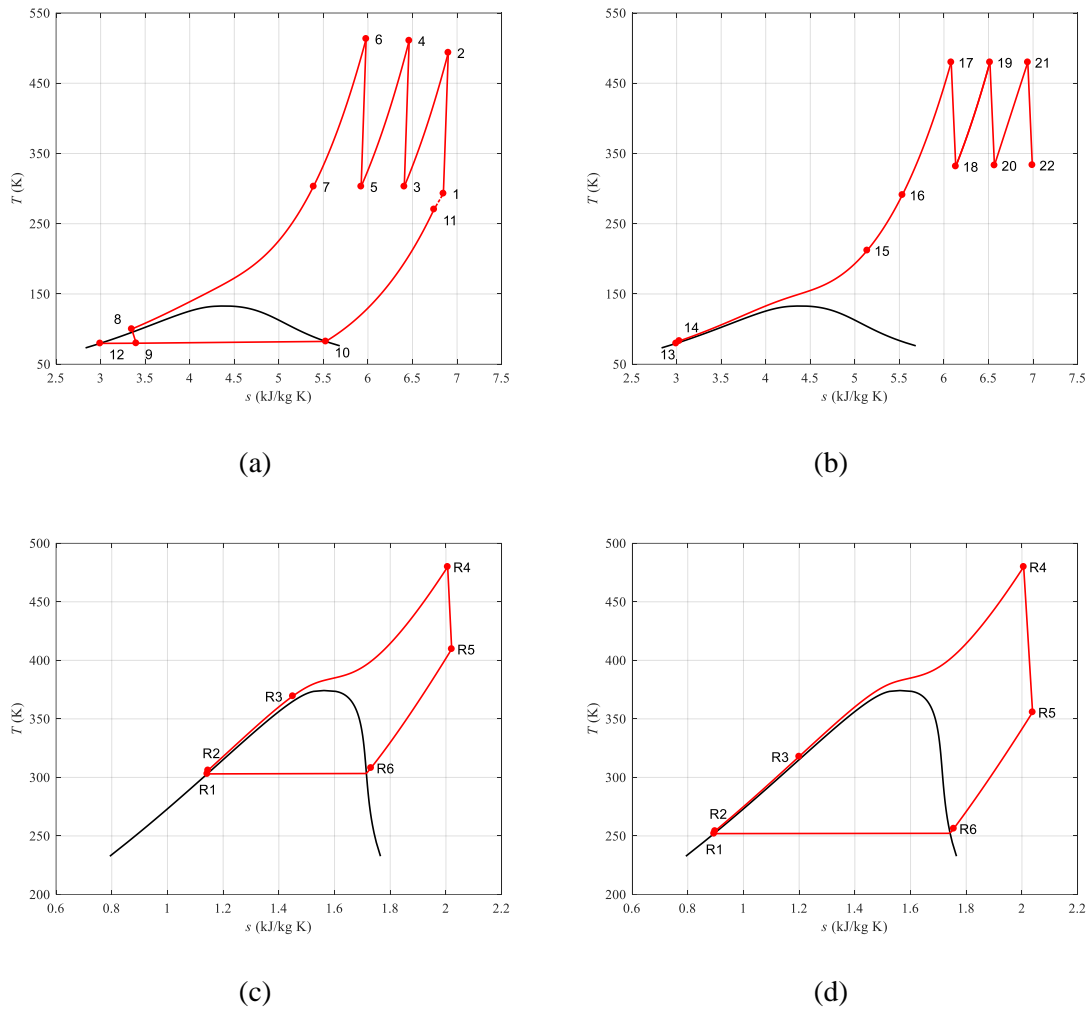 550
450
350
250
150
50
T (K)
2.5 3 3.5 4 4.5 5 5.5 6 6.5 7 7.5
s (kJ/kg K)
6
4
2
7
5
3
1
11
8
12
9
10
(a)
550
450
350
250
150
50
T (K)
2.5 3 3.5 4 4.5 5 5.5 6 6.5 7 7.5
s (kJ/kg K)
17
19
21
18
20
22
16
15
14
13
(b)
500
450
400
350
300
250
200
T (K)
0.6 0.8 1 1.2 1.4 1.6 1.8 2 2.2
s (kJ/kg K)
R4
R5
R3
R2
R6
R1
(c)
500
450
400
350
300
250
200
T (K)
0.6 0.8 1 1.2 1.4 1.6 1.8 2 2.2
s (kJ/kg K)
R4
R5
R3
R2
R6
R1
(d)